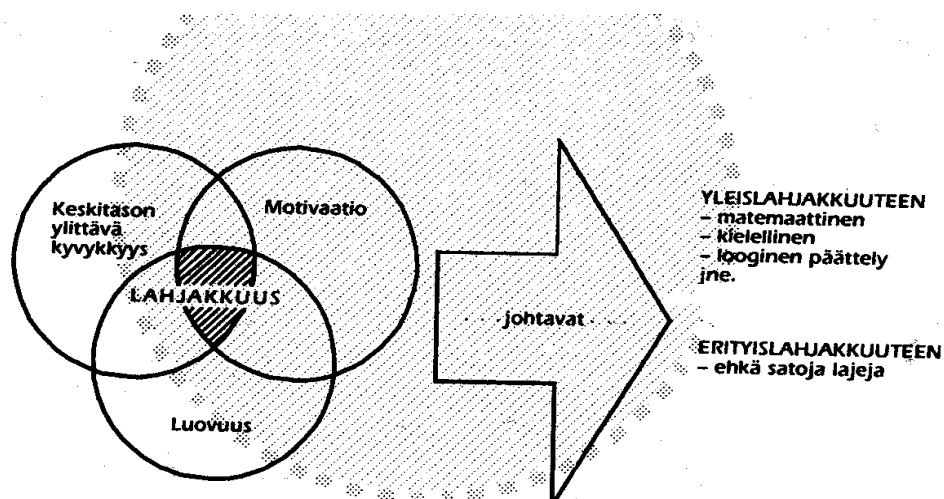 Keskitason
ylittävä
kyvykkyys
Motivaatio
LAHJAKKUUS
Luovuus
johtavat
YLEISLAHJAKKUUTEEN
– matemaattinen
– kielellinen
– looginen päättely
jne.
ERITYISLAHJAKKUUTEEN
– ehkä satoja lajeja